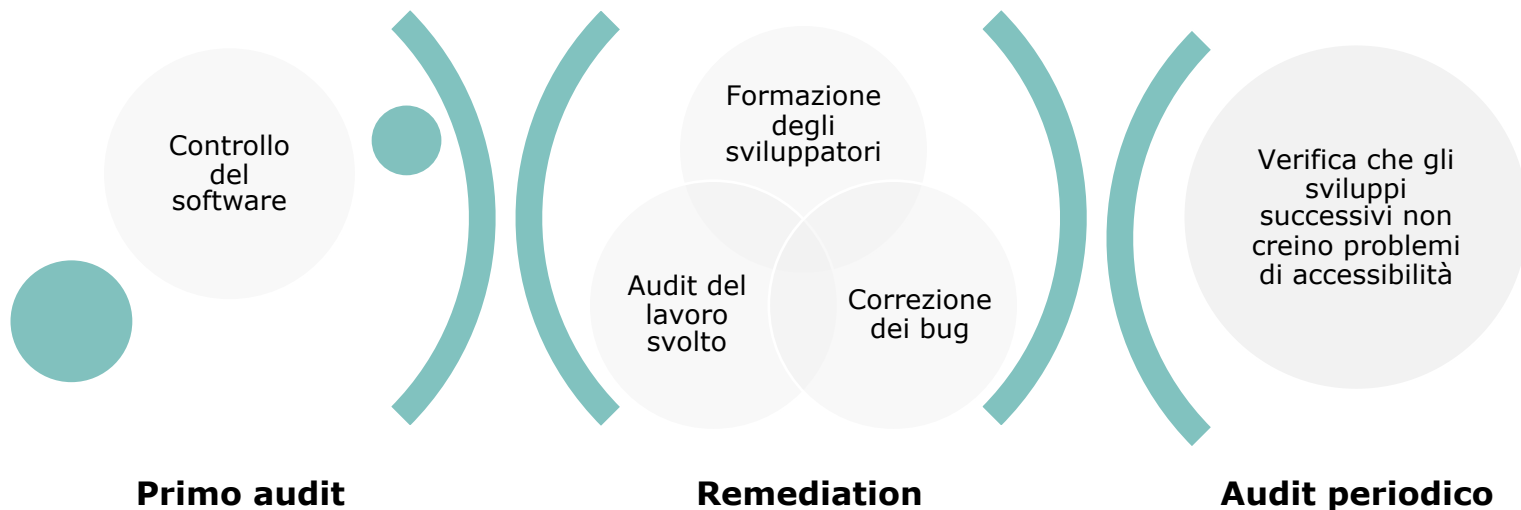 Controllo
del
software
Primo audit
Formazione
degli
sviluppatori
Audit del
lavoro
svolto
Correzione
dei bug
Remediation
Verifica che gli
sviluppi
successivi non
creino problemi
di accessibilità
Audit periodico